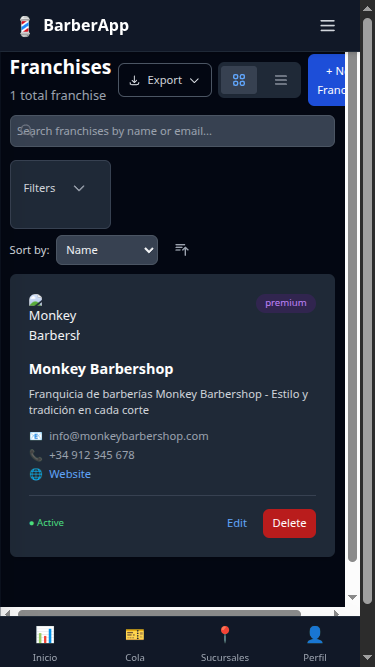 BarberApp
Franchises
1 total franchise
Export
+ N
Franc
Search franchises by name or email...
Filters
Sort by:
Name
Monkey
Barbersh
premium
Monkey Barbershop
Franquicia de barberías Monkey Barbershop - Estilo y
tradición en cada corte
info@monkeybarbershop.com
+34 912 345 678
Website
Active
Edit
Delete
Inicio
Cola
Sucursales
Perfil